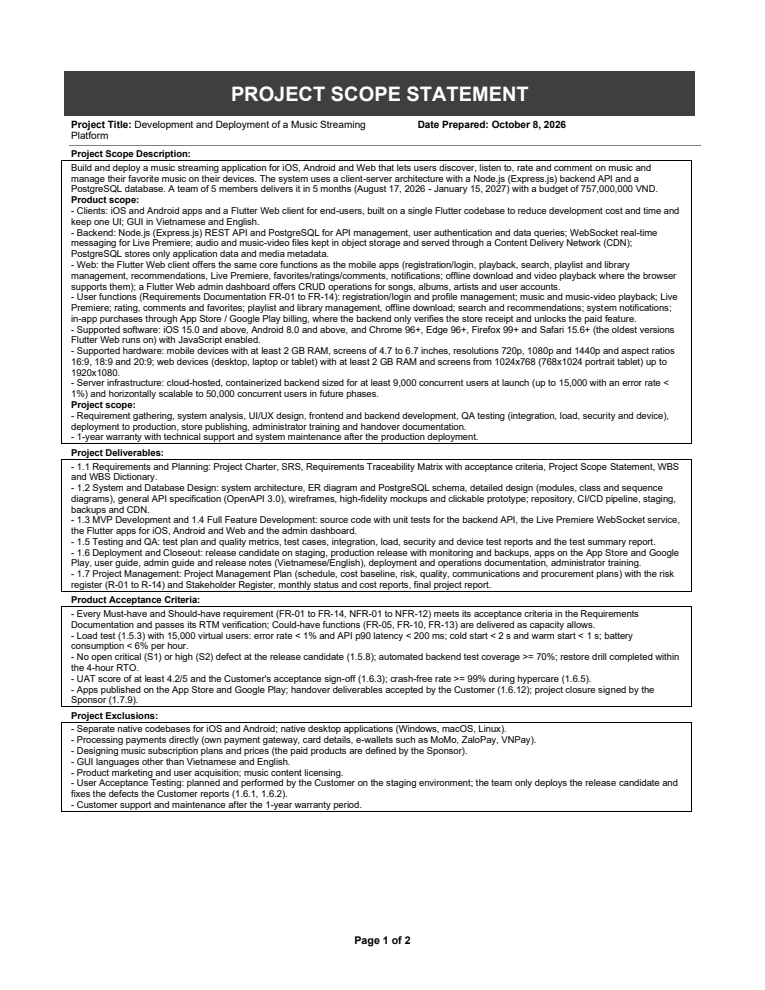 PROJECT SCOPE STATEMENT
Project Title: Development and Deployment of a Music Streaming
Platform
Date Prepared: October 8, 2026
Project Scope Description:
Build and deploy a music streaming application for iOS, Android and Web that lets users discover, listen to, rate and comment on music and
manage their favorite music on their devices. The system uses a client-server architecture with a Node.js (Express.js) backend API and a
PostgreSQL database. A team of 5 members delivers it in 5 months (August 17, 2026 - January 15, 2027) with a budget of 757,000,000 VND.
Product scope:
- Clients: iOS and Android apps and a Flutter Web client for end-users, built on a single Flutter codebase to reduce development cost and time and
keep one UI; GUI in Vietnamese and English.
- Backend: Node.js (Express.js) REST API and PostgreSQL for API management, user authentication and data queries; WebSocket real-time
messaging for Live Premiere; audio and music-video files kept in object storage and served through a Content Delivery Network (CDN);
PostgreSQL stores only application data and media metadata.
- Web: the Flutter Web client offers the same core functions as the mobile apps (registration/login, playback, search, playlist and library
management, recommendations, Live Premiere, favorites/ratings/comments, notifications; offline download and video playback where the browser
supports them); a Flutter Web admin dashboard offers CRUD operations for songs, albums, artists and user accounts.
- User functions (Requirements Documentation FR-01 to FR-14): registration/login and profile management; music and music-video playback; Live
Premiere; rating, comments and favorites; playlist and library management, offline download; search and recommendations; system notifications;
in-app purchases through App Store / Google Play billing, where the backend only verifies the store receipt and unlocks the paid feature.
- Supported software: iOS 15.0 and above, Android 8.0 and above, and Chrome 96+, Edge 96+, Firefox 99+ and Safari 15.6+ (the oldest versions
Flutter Web runs on) with JavaScript enabled.
- Supported hardware: mobile devices with at least 2 GB RAM, screens of 4.7 to 6.7 inches, resolutions 720p, 1080p and 1440p and aspect ratios
16:9, 18:9 and 20:9; web devices (desktop, laptop or tablet) with at least 2 GB RAM and screens from 1024x768 (768x1024 portrait tablet) up to
1920x1080.
- Server infrastructure: cloud-hosted, containerized backend sized for at least 9,000 concurrent users at launch (up to 15,000 with an error rate <
1%) and horizontally scalable to 50,000 concurrent users in future phases.
Project scope:
- Requirement gathering, system analysis, UI/UX design, frontend and backend development, QA testing (integration, load, security and device),
deployment to production, store publishing, administrator training and handover documentation.
- 1-year warranty with technical support and system maintenance after the production deployment.
Project Deliverables:
- 1.1 Requirements and Planning: Project Charter, SRS, Requirements Traceability Matrix with acceptance criteria, Project Scope Statement, WBS
and WBS Dictionary.
- 1.2 System and Database Design: system architecture, ER diagram and PostgreSQL schema, detailed design (modules, class and sequence
diagrams), general API specification (OpenAPI 3.0), wireframes, high-fidelity mockups and clickable prototype; repository, CI/CD pipeline, staging,
backups and CDN.
- 1.3 MVP Development and 1.4 Full Feature Development: source code with unit tests for the backend API, the Live Premiere WebSocket service,
the Flutter apps for iOS, Android and Web and the admin dashboard.
- 1.5 Testing and QA: test plan and quality metrics, test cases, integration, load, security and device test reports and the test summary report.
- 1.6 Deployment and Closeout: release candidate on staging, production release with monitoring and backups, apps on the App Store and Google
Play, user guide, admin guide and release notes (Vietnamese/English), deployment and operations documentation, administrator training.
- 1.7 Project Management: Project Management Plan (schedule, cost baseline, risk, quality, communications and procurement plans) with the risk
register (R-01 to R-14) and Stakeholder Register, monthly status and cost reports, final project report.
Product Acceptance Criteria:
- Every Must-have and Should-have requirement (FR-01 to FR-14, NFR-01 to NFR-12) meets its acceptance criteria in the Requirements
Documentation and passes its RTM verification; Could-have functions (FR-05, FR-10, FR-13) are delivered as capacity allows.
- Load test (1.5.3) with 15,000 virtual users: error rate < 1% and API p90 latency < 200 ms; cold start < 2 s and warm start < 1 s; battery
consumption < 6% per hour.
- No open critical (S1) or high (S2) defect at the release candidate (1.5.8); automated backend test coverage >= 70%; restore drill completed within
the 4-hour RTO.
- UAT score of at least 4.2/5 and the Customer's acceptance sign-off (1.6.3); crash-free rate >= 99% during hypercare (1.6.5).
- Apps published on the App Store and Google Play; handover deliverables accepted by the Customer (1.6.12); project closure signed by the
Sponsor (1.7.9).
Project Exclusions:
- Separate native codebases for iOS and Android; native desktop applications (Windows, macOS, Linux).
- Processing payments directly (own payment gateway, card details, e-wallets such as MoMo, ZaloPay, VNPay).
- Designing music subscription plans and prices (the paid products are defined by the Sponsor).
- GUI languages other than Vietnamese and English.
- Product marketing and user acquisition; music content licensing.
- User Acceptance Testing: planned and performed by the Customer on the staging environment; the team only deploys the release candidate and
fixes the defects the Customer reports (1.6.1, 1.6.2).
- Customer support and maintenance after the 1-year warranty period.
Page 1 of 2